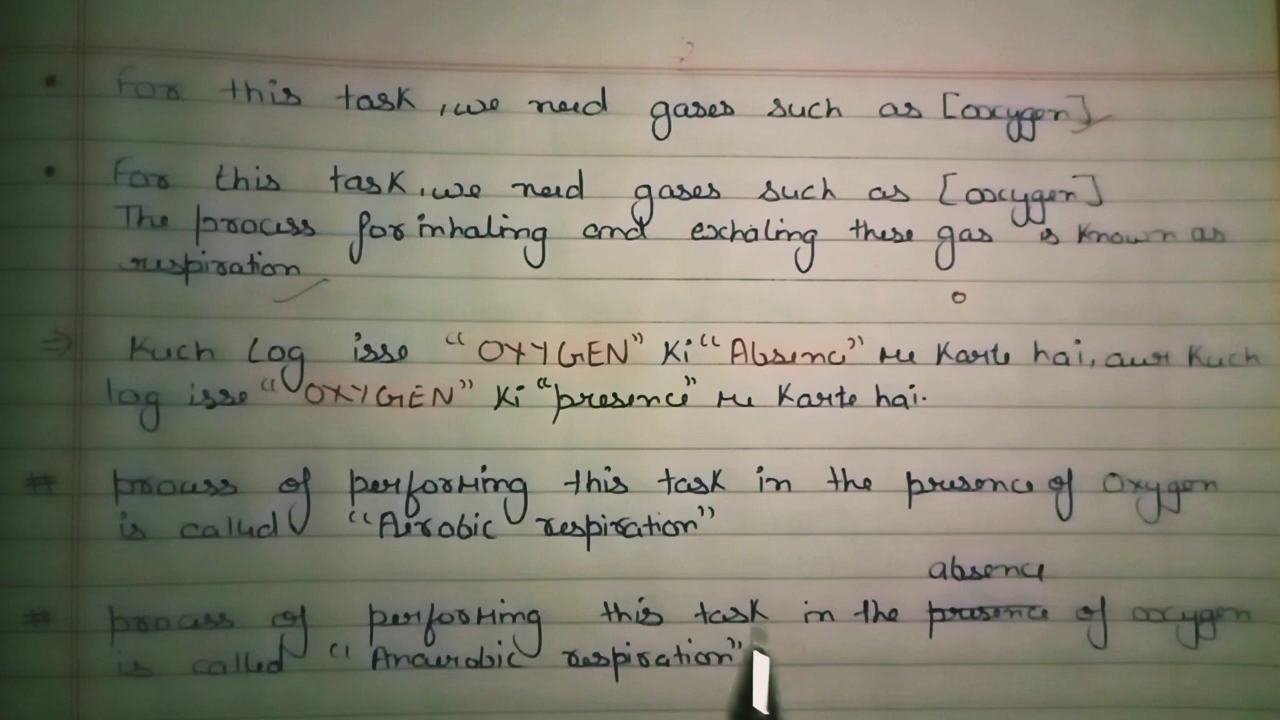 • For this task, we need gases such as [oxygen]
• For this task, we need gases such as [oxygen]
The process for inhaling and exhaling these gas is known as
respiration
⇒ Kuch log isse "OXYGEN" Ki "Absence" me Karte hai, aur Kuch
log isse "OXYGEN" Ki "presence" me Karte hai.
# process of performing this task in the presence of Oxygen
is called "Airobic respiration"
absence
# process of performing this task in the presence of oxygen
is called "Anaerobic respiration"